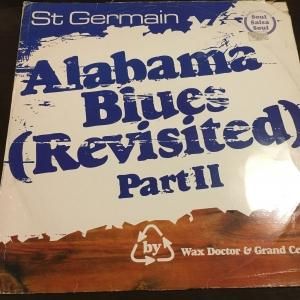 St Germain
Soul
Salsa
Soul
Alabama
Blues
(Revisited)
Part II
by
Wax Doctor & Grand Ce